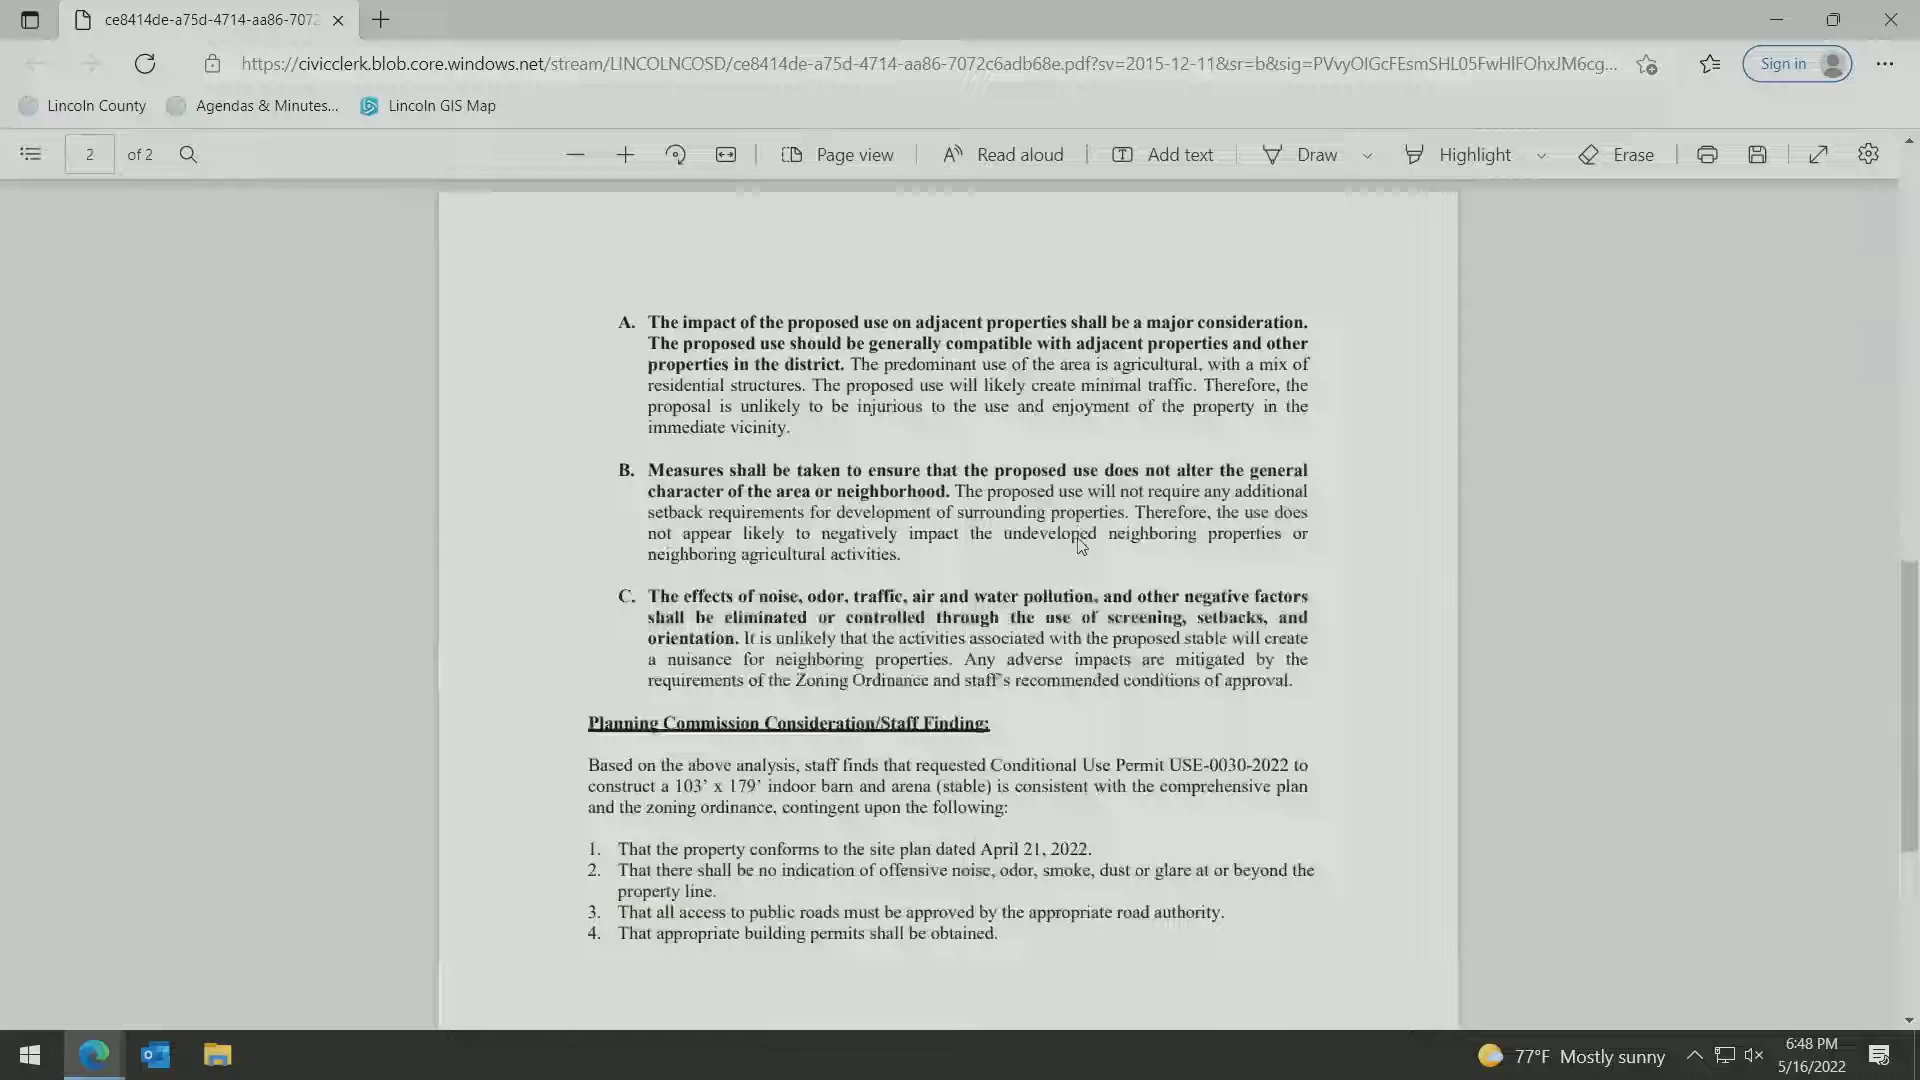 ce8414de-a75d-4714-aa86-7072
https://civicclerk.blob.core.windows.net/stream/LINCOLNCOSD/ce8414de-a75d-4714-aa86-7072c6adb68e.pdf?sv=2015-12-11&sr=b&sig=
Sign in
Lincoln County
Agendas & Minutes...
Lincoln GIS Map
2
of 2
Page view
Read aloud
Add text
Draw
Highlight
Erase
A. The impact of the proposed use on adjacent properties shall be a major consideration.
The proposed use should be generally compatible with adjacent properties and other
properties in the district. The predominant use of the area is agricultural, with a mix of
residential structures. The proposed use will likely create minimal traffic. Therefore, the
proposal is unlikely to be injurious to the use and enjoyment of the property in the
immediate vicinity.
B. Measures shall be taken to ensure that the proposed use does not alter the general
character of the area or neighborhood. The proposed use will not require any additional
setback requirements for development of surrounding properties. Therefore, the use does
not appear likely to negatively impact the undeveloped neighboring properties or
neighboring agricultural activities.
C. The effects of noise, odor, traffic, air and water pollution, and other negative factors
shall be eliminated or controlled through the use of screening, setbacks, and
orientation. It is unlikely that the activities associated with the proposed stable will create
a nuisance for neighboring properties. Any adverse impacts are mitigated by the
requirements of the Zoning Ordinance and staff's recommended conditions of approval.
Planning Commission Consideration/Staff Finding:
Based on the above analysis, staff finds that requested Conditional Use Permit USE-0030-2022 to
construct a 103' x 179' indoor barn and arena (stable) is consistent with the comprehensive plan
and the zoning ordinance, contingent upon the following:
1. That the property conforms to the site plan dated April 21, 2022.
2. That there shall be no indication of offensive noise, odor, smoke, dust or glare at or beyond the
property line.
3. That all access to public roads must be approved by the appropriate road authority.
4. That appropriate building permits shall be obtained.
77°F Mostly sunny
6:48 PM
5/16/2022